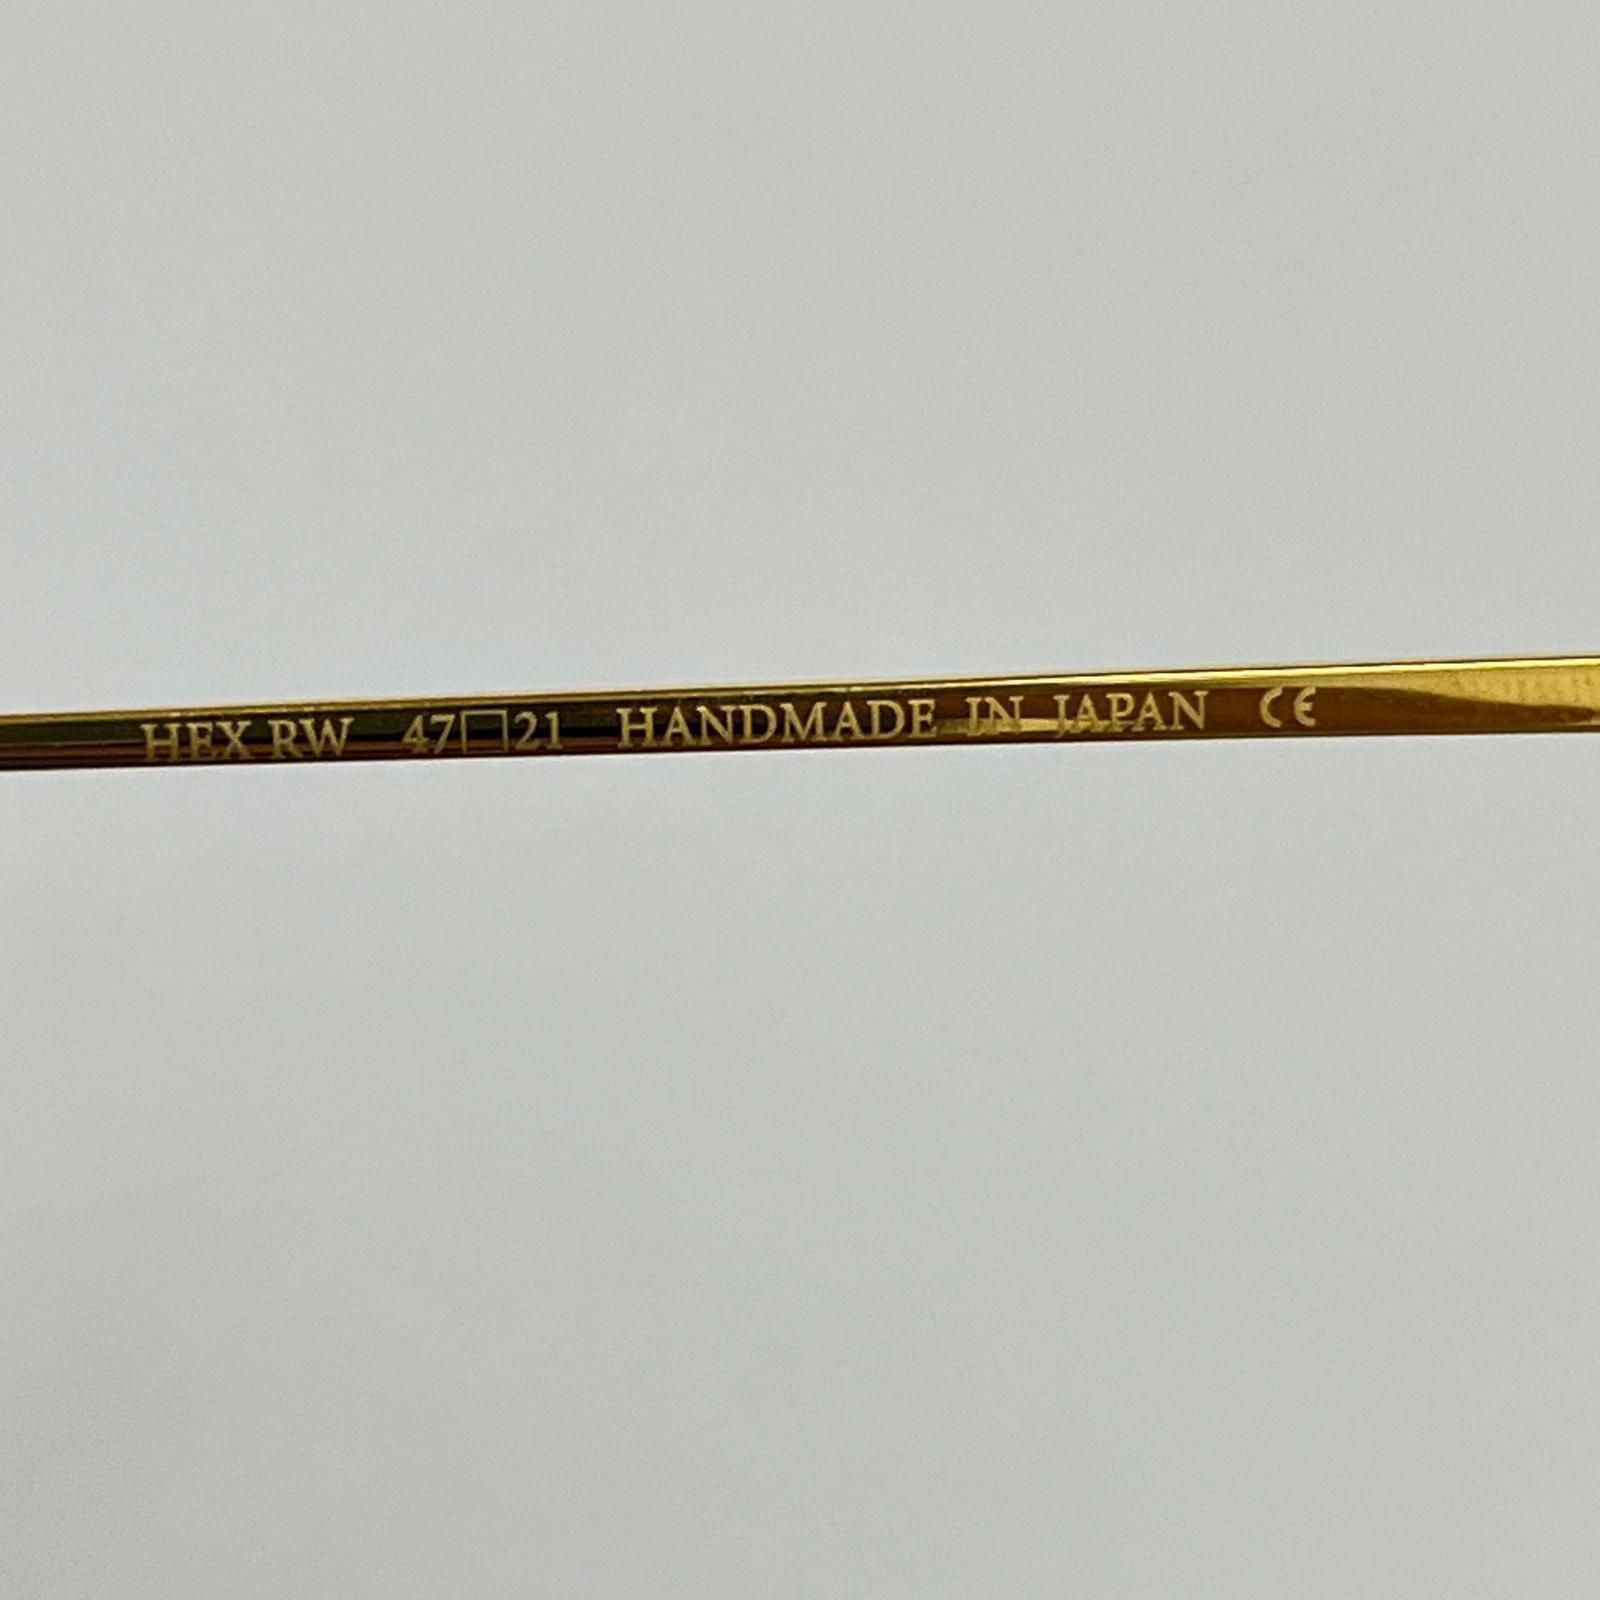 HEX RW 47□21 HANDMADE IN JAPAN CE